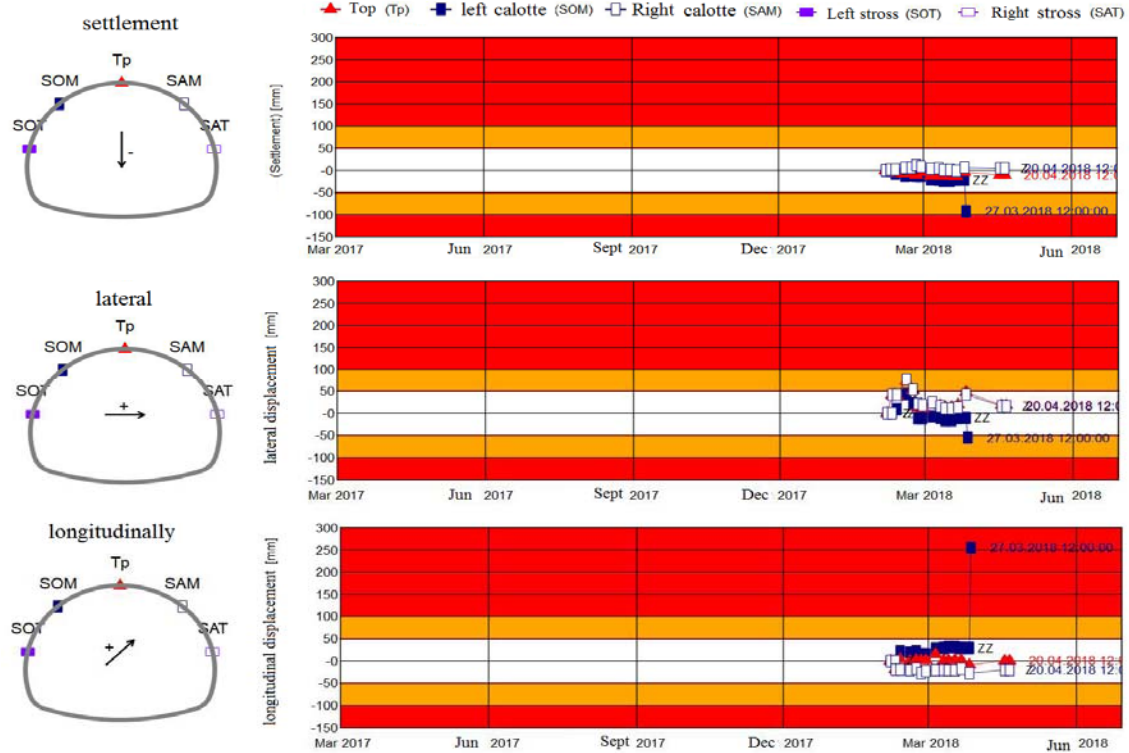 Top (Tp) left calotte (SOM) Right calotte (SAM) Left stross (SOT) Right stross (SAT)
settlement
Tp
SOM SAM
SOT SAT
-
(Settlement) [mm]
300
250
200
150
100
50
-0
-50
-100
-150
ZZ
20.04.2018 12:0
20.04.2018 12:0
27.03.2018 12:00:00
Mar 2017 Jun 2017 Sept 2017 Dec 2017 Mar 2018 Jun 2018
lateral
Tp
SOM SAM
SOT SAT
+
lateral displacement [mm]
300
250
200
150
100
50
-0
-50
-100
-150
ZZ
20.04.2018 12:0
27.03.2018 12:00:00
Mar 2017 Jun 2017 Sept 2017 Dec 2017 Mar 2018 Jun 2018
longitudinally
Tp
SOM SAM
SOT SAT
+
longitudinal displacement [mm]
300
250
200
150
100
50
-0
-50
-100
-150
27.03.2018 12:00:00
ZZ
20.04.2018 12:0
20.04.2018 12:0
Mar 2017 Jun 2017 Sept 2017 Dec 2017 Mar 2018 Jun 2018